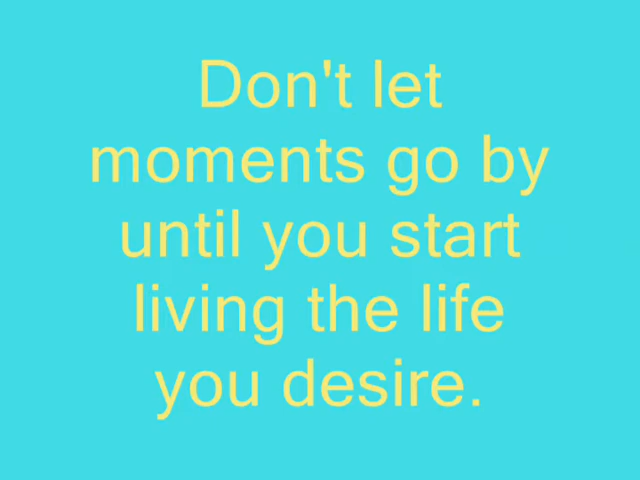 Don't let
moments go by
until you start
living the life
you desire.